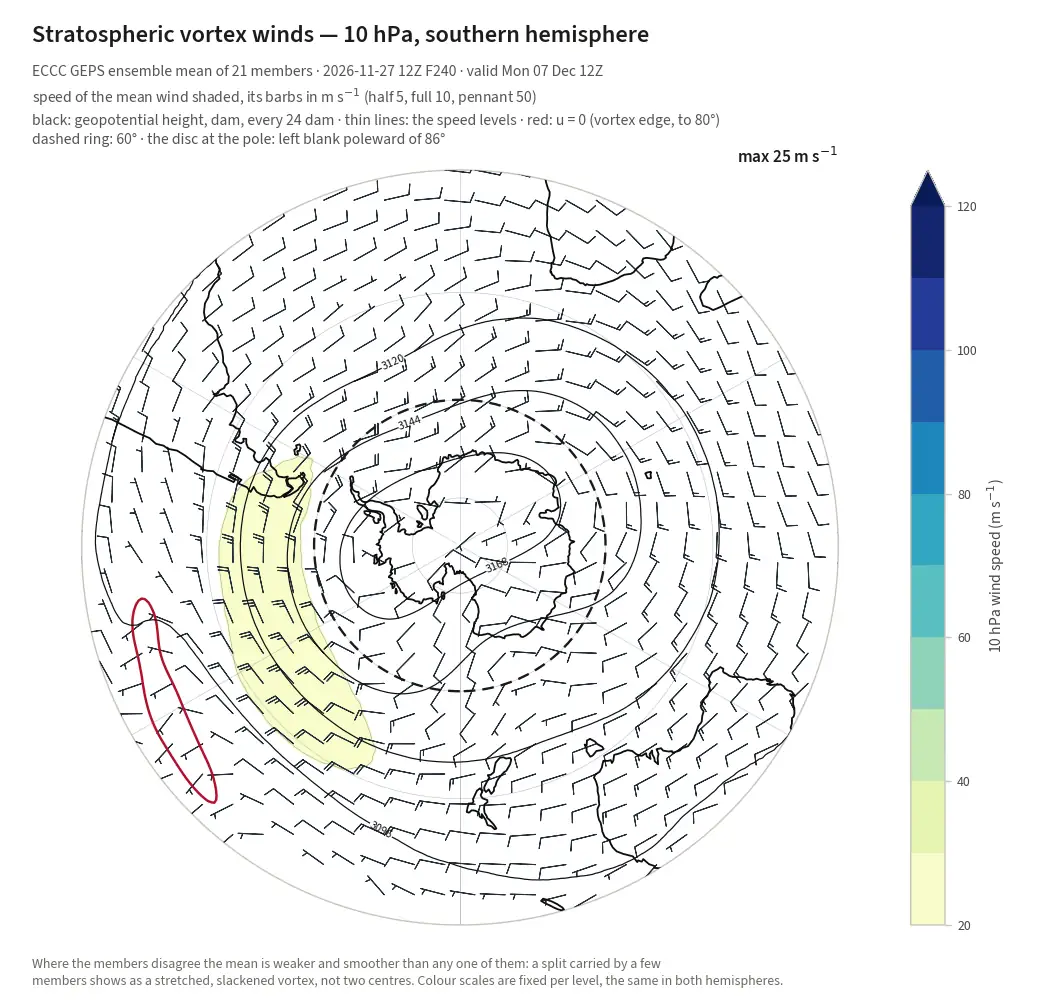 Stratospheric vortex winds — 10 hPa, southern hemisphere
ECCC GEPS ensemble mean of 21 members · 2026-11-27 12Z F240 · valid Mon 07 Dec 12Z
speed of the mean wind shaded, its barbs in m s⁻¹ (half 5, full 10, pennant 50)
black: geopotential height, dam, every 24 dam · thin lines: the speed levels · red: u = 0 (vortex edge, to 80°)
dashed ring: 60° · the disc at the pole: left blank poleward of 86°
max 25 m s⁻¹
120
100
80
60
40
20
10 hPa wind speed (m s⁻¹)
3120
3144
3168
3096
Where the members disagree the mean is weaker and smoother than any one of them: a split carried by a few
members shows as a stretched, slackened vortex, not two centres. Colour scales are fixed per level, the same in both hemispheres.